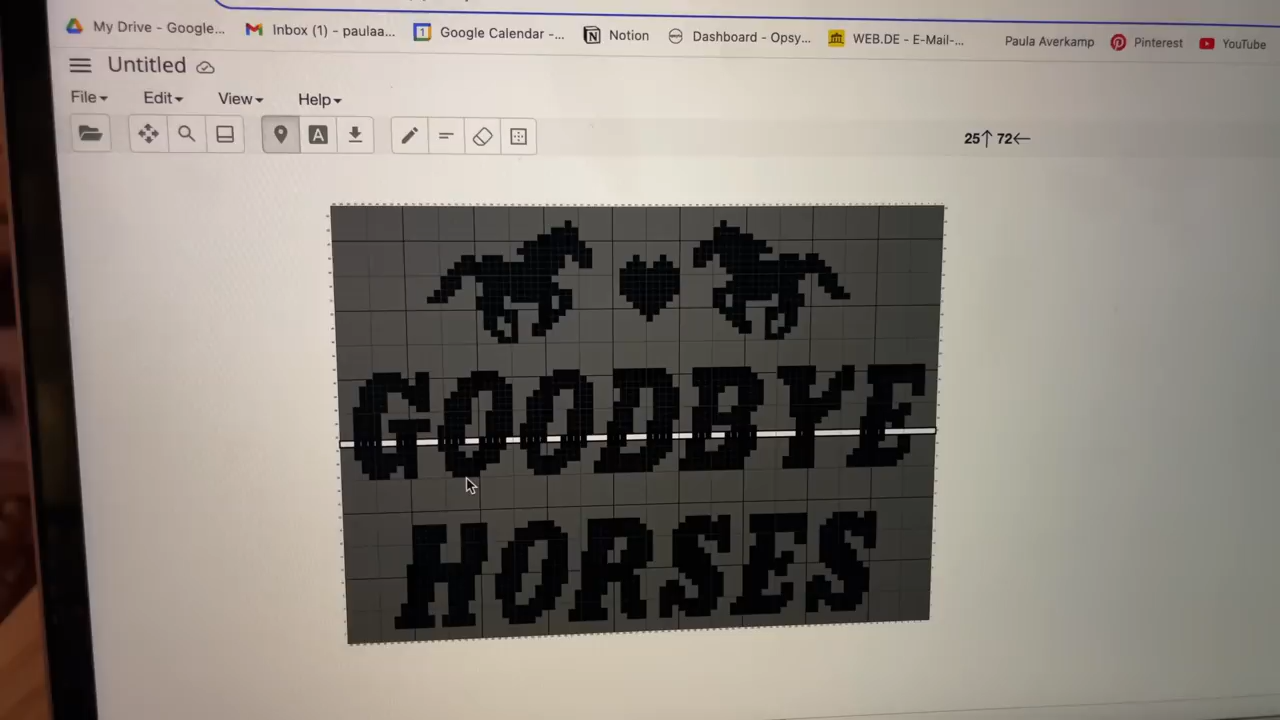 My Drive - Google...
Inbox (1) - paulaa...
1
Google Calendar -...
Notion
Dashboard - Opsy...
WEB.DE - E-Mail-...
Paula Averkamp
Pinterest
YouTube
Untitled
File
Edit
View
Help
A
25↑ 72←
GOODBYE
HORSES